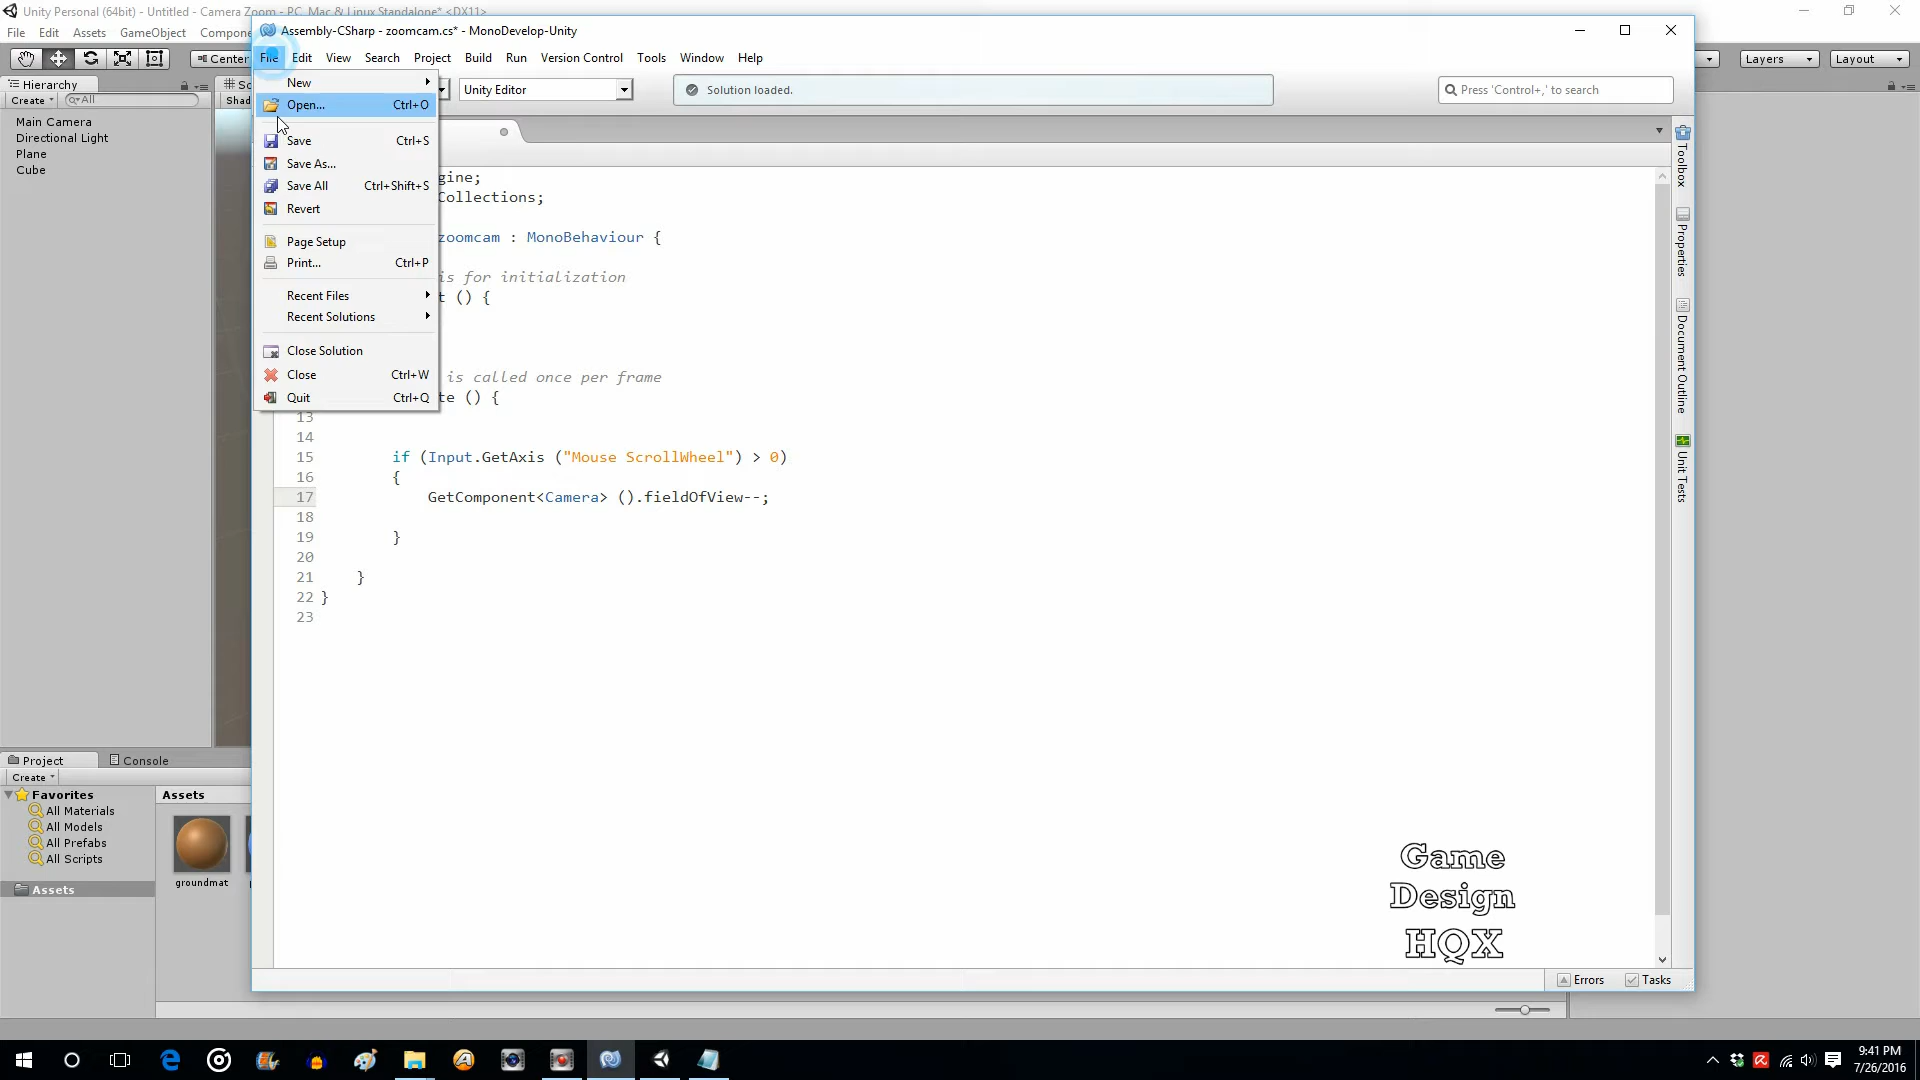 Unity Personal (64bit) - Untitled - Camera Zoom - PC, Mac & Linux Standalone* <DX11>
File Edit Assets GameObject
Center
Layers
Layout
Hierarchy
Create
All
Main Camera
Directional Light
Plane
Cube
Assembly-CSharp - zoomcam.cs* - MonoDevelop-Unity
File Edit View Search Project Build Run Version Control Tools Window Help
Unity Editor
Solution loaded.
Press 'Control+,' to search
New
Open... Ctrl+O
Save Ctrl+S
Save As...
Save All Ctrl+Shift+S
Revert
Page Setup
Print... Ctrl+P
Recent Files
Recent Solutions
Close Solution
Close Ctrl+W
Quit Ctrl+Q
gine;
Collections;
zoomcam : MonoBehaviour {
is for initialization
t () {
is called once per frame
te () {
13
14
15 if (Input.GetAxis ("Mouse ScrollWheel") > 0)
16 {
17 GetComponent<Camera> ().fieldOfView--;
18
19 }
20
21 }
22 }
23
Toolbox
Properties
Document Outline
Unit Tests
Errors
Tasks
Project
Console
Create
Favorites
All Materials
All Models
All Prefabs
All Scripts
Assets
Assets
groundmat
Game
Design
HQX
9:41 PM
7/26/2016